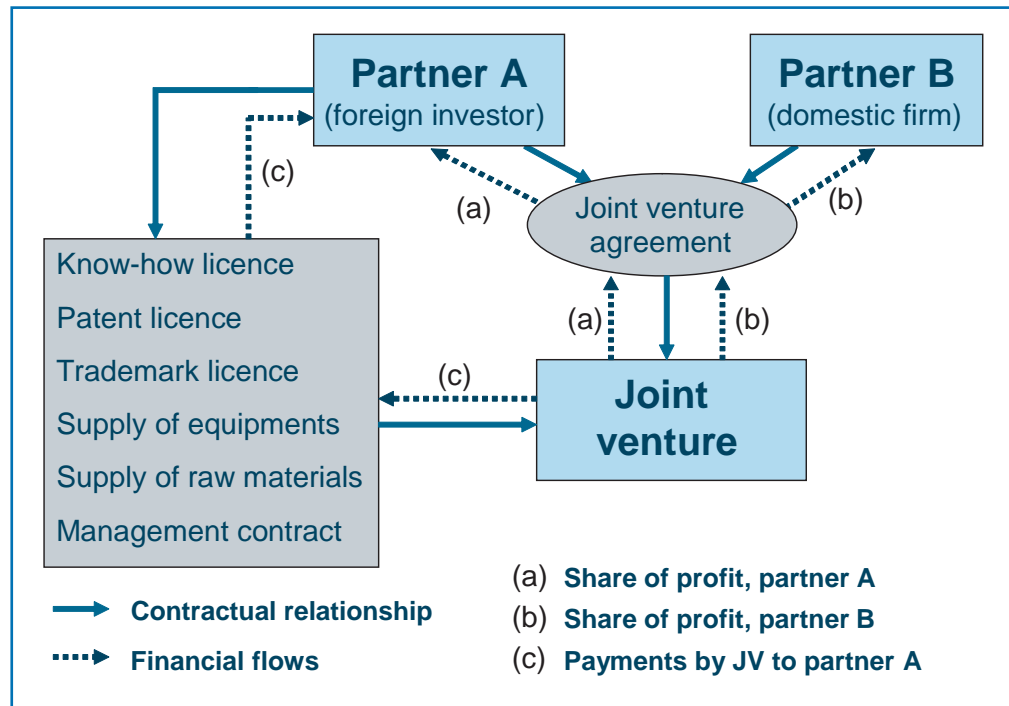 Partner A
(foreign investor)
Partner B
(domestic firm)
(c)
(a)
(b)
Joint venture
agreement
Know-how licence
Patent licence
Trademark licence
Supply of equipments
Supply of raw materials
Management contract
(a)
(b)
(c)
Joint
venture
Contractual relationship
Financial flows
(a) Share of profit, partner A
(b) Share of profit, partner B
(c) Payments by JV to partner A